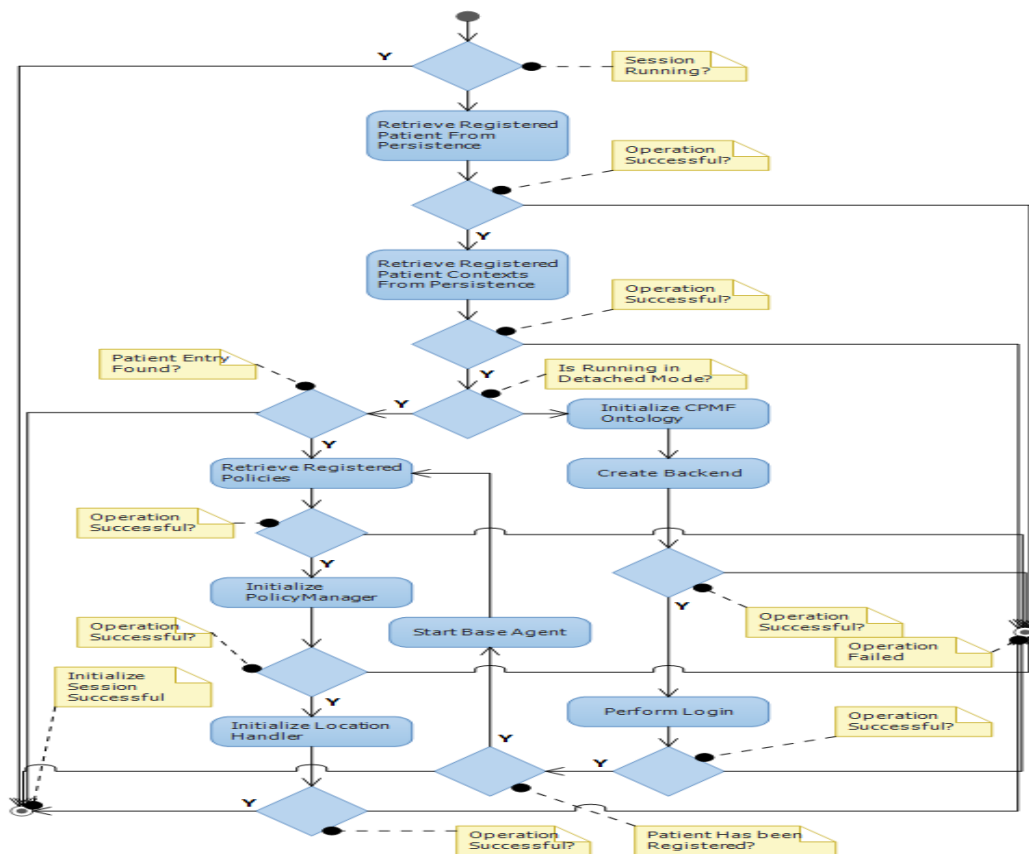 Y
Session
Running?
Retrieve Registered
Patient From
Persistence
Operation
Successful?
Y
Retrieve Registered
Patient Contexts
From Persistence
Operation
Successful?
Y
Patient Entry
Found?
Is Running in
Detached Mode?
Y
Initialize CPMF
Ontology
Y
Retrieve Registered
Policies
Create Backend
Operation
Successful?
Y
Initialize
PolicyManager
Y
Operation
Successful?
Operation
Successful?
Start Base Agent
Operation
Failed
Initialize
Session
Successful
Y
Initialize Location
Handler
Perform Login
Operation
Successful?
Y
Y
Y
Operation
Successful?
Patient Has been
Registered?